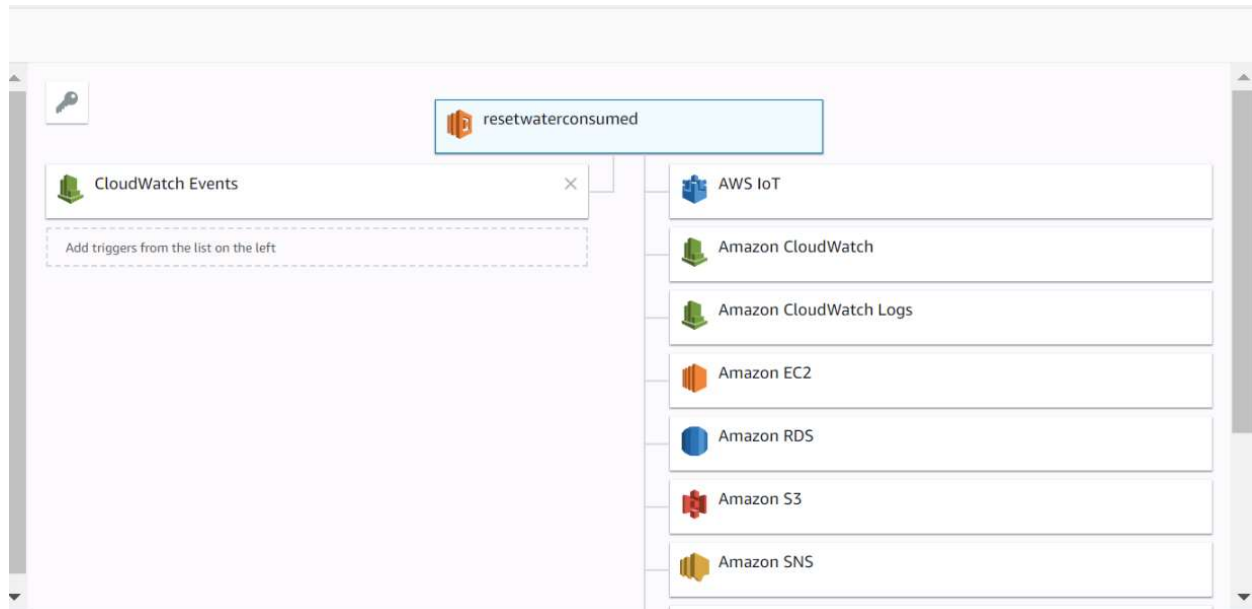 resetwaterconsumed
CloudWatch Events
Add triggers from the list on the left
AWS IoT
Amazon CloudWatch
Amazon CloudWatch Logs
Amazon EC2
Amazon RDS
Amazon S3
Amazon SNS